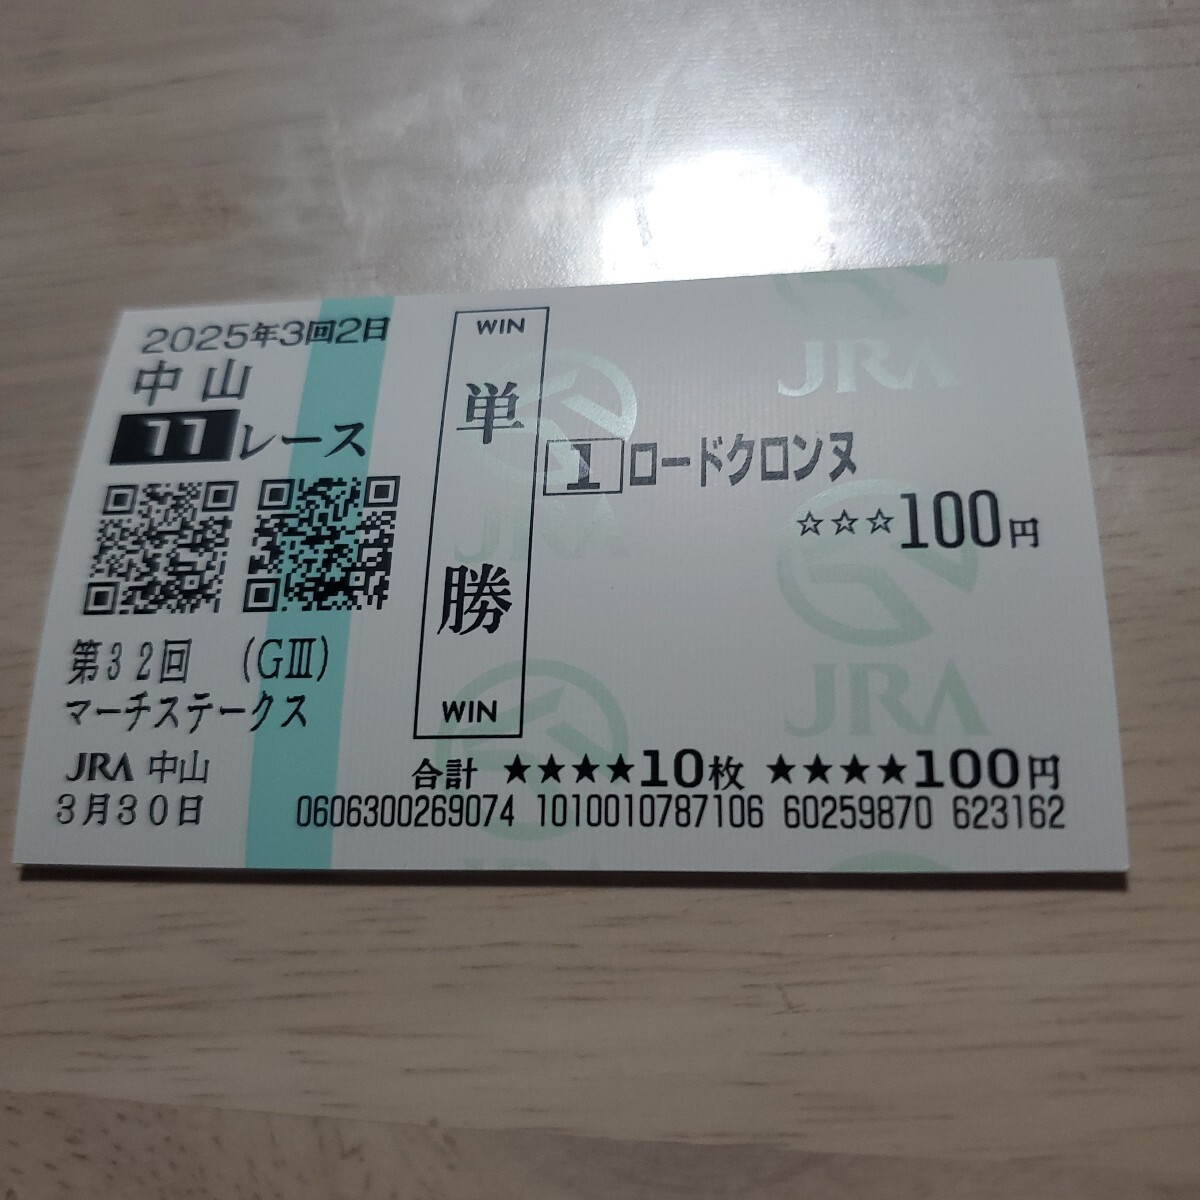 2025年3回2日
中山
11レース
第32回 (GⅢ)
マーチステークス
JRA 中山
3月30日
WIN
単勝
WIN
1 ロードクロンヌ
☆☆☆100円
合計 ★★★★10枚 ★★★★100円
0606300269074 1010010787106 60259870 623162
JRA
JRA
JRA
JRA